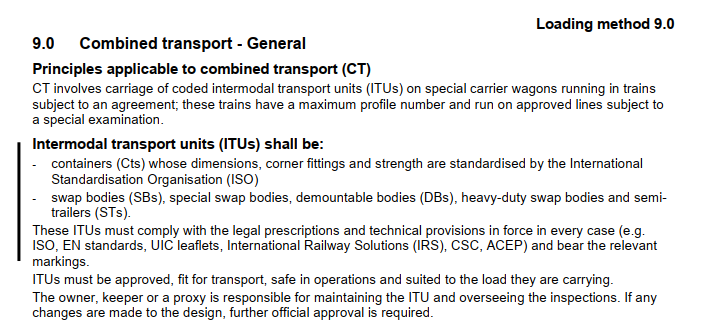 Loading method 9.0
9.0 Combined transport - General
Principles applicable to combined transport (CT)
CT involves carriage of coded intermodal transport units (ITUs) on special carrier wagons running in trains
subject to an agreement; these trains have a maximum profile number and run on approved lines subject to
a special examination.
Intermodal transport units (ITUs) shall be:
- containers (Cts) whose dimensions, corner fittings and strength are standardised by the International
Standardisation Organisation (ISO)
- swap bodies (SBs), special swap bodies, demountable bodies (DBs), heavy-duty swap bodies and semi-
trailers (STs).
These ITUs must comply with the legal prescriptions and technical provisions in force in every case (e.g.
ISO, EN standards, UIC leaflets, International Railway Solutions (IRS), CSC, ACEP) and bear the relevant
markings.
ITUs must be approved, fit for transport, safe in operations and suited to the load they are carrying.
The owner, keeper or a proxy is responsible for maintaining the ITU and overseeing the inspections. If any
changes are made to the design, further official approval is required.